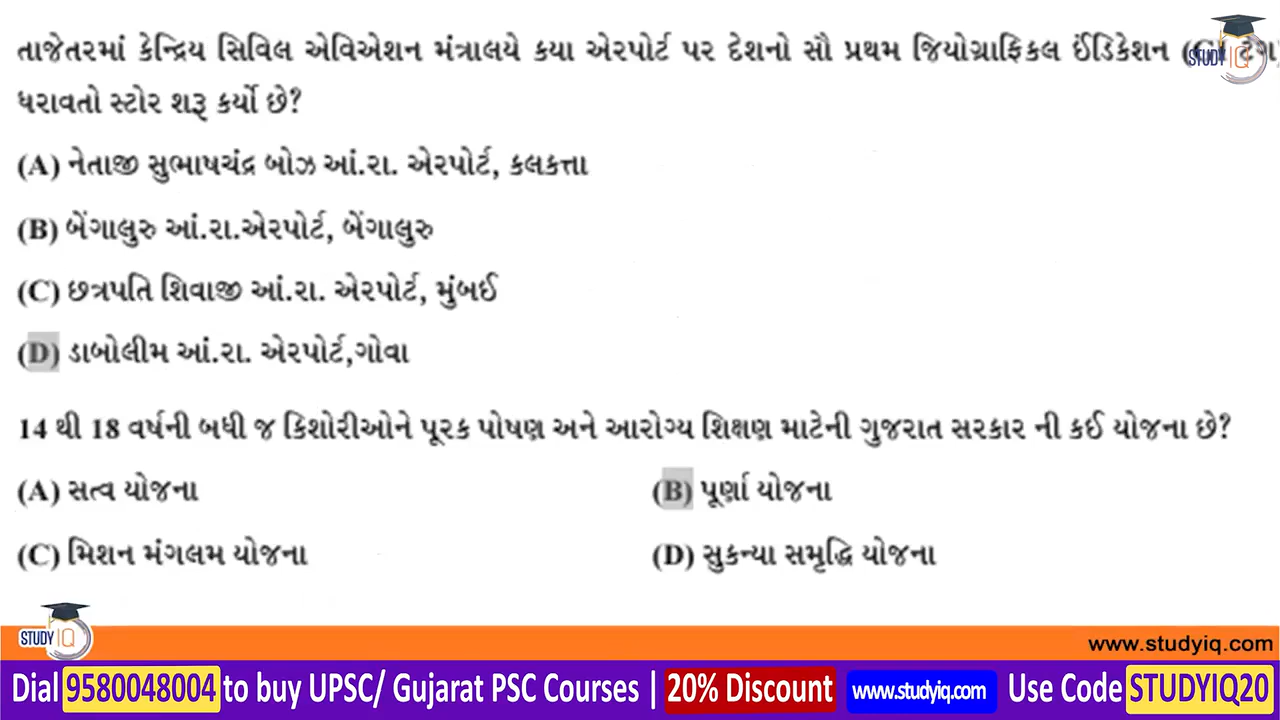 તાજેતરમાં કેન્દ્રિય સિવિલ એવિએશન મંત્રાલયે કયા એરપોર્ટ પર દેશનો સૌ પ્રથમ જિયોગ્રાફિકલ ઈંડિકેશન
STUDY IQ
ધરાવતો સ્ટોર શરૂ કર્યો છે?
(A) નેતાજી સુભાષચંદ્ર બોઝ આં.રા. એરપોર્ટ, કલકત્તા
(B) બેંગાલુરુ આં.રા.એરપોર્ટ, બેંગાલુરુ
(C) છત્રપતિ શિવાજી આં.રા. એરપોર્ટ, મુંબઈ
(D) ડાબોલીમ આં.રા. એરપોર્ટ,ગોવા
14 થી 18 વર્ષની બધી જ કિશોરીઓને પૂરક પોષણ અને આરોગ્ય શિક્ષણ માટેની ગુજરાત સરકાર ની કઈ યોજના છે?
(A) સત્વ યોજના (B) પૂર્ણા યોજના
(C) મિશન મંગલમ યોજના (D) સુકન્યા સમૃદ્ધિ યોજના
STUDY IQ
www.studyiq.com
Dial 9580048004 to buy UPSC/ Gujarat PSC Courses | 20% Discount www.studyiq.com Use Code STUDYIQ20